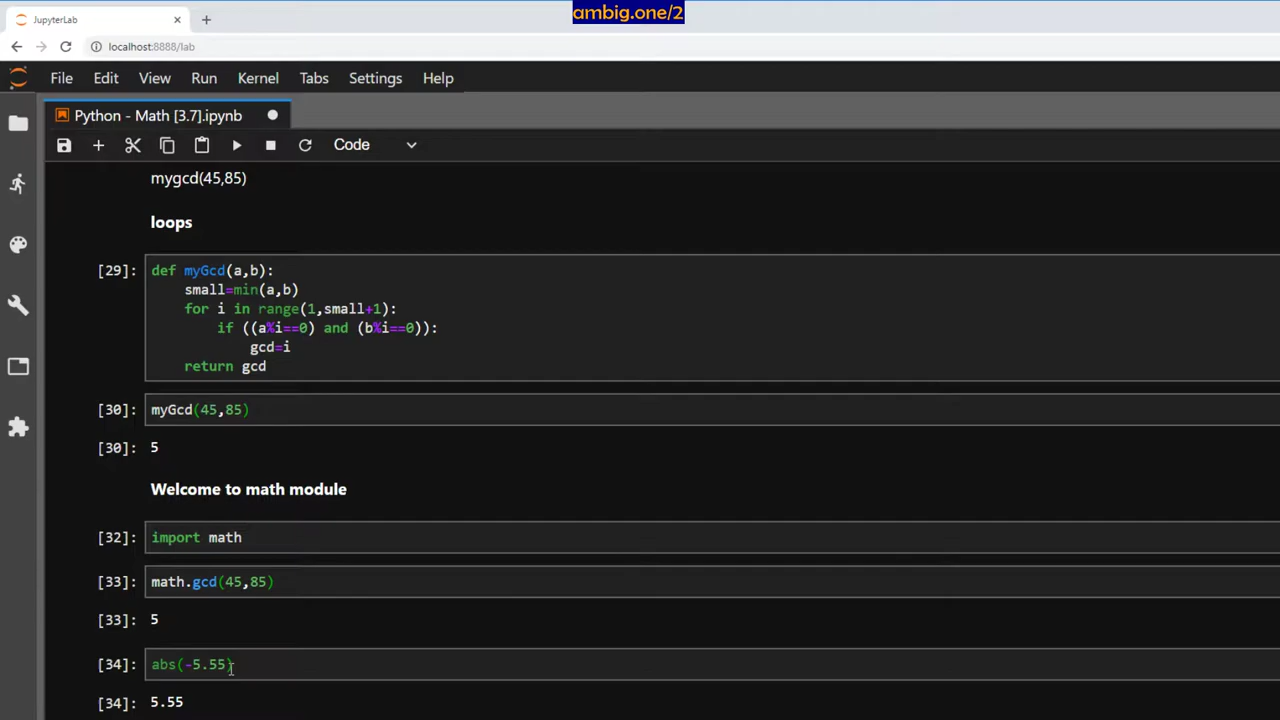 ambig.one/2
JupyterLab
localhost:8888/lab
File Edit View Run Kernel Tabs Settings Help
Python - Math [3.7].ipynb
Code
mygcd(45,85)
loops
[29]: def myGcd(a,b):
small=min(a,b)
for i in range(1,small+1):
if ((a%i==0) and (b%i==0)):
gcd=i
return gcd
[30]: myGcd(45,85)
[30]: 5
Welcome to math module
[32]: import math
[33]: math.gcd(45,85)
[33]: 5
[34]: abs(-5.55)
[34]: 5.55